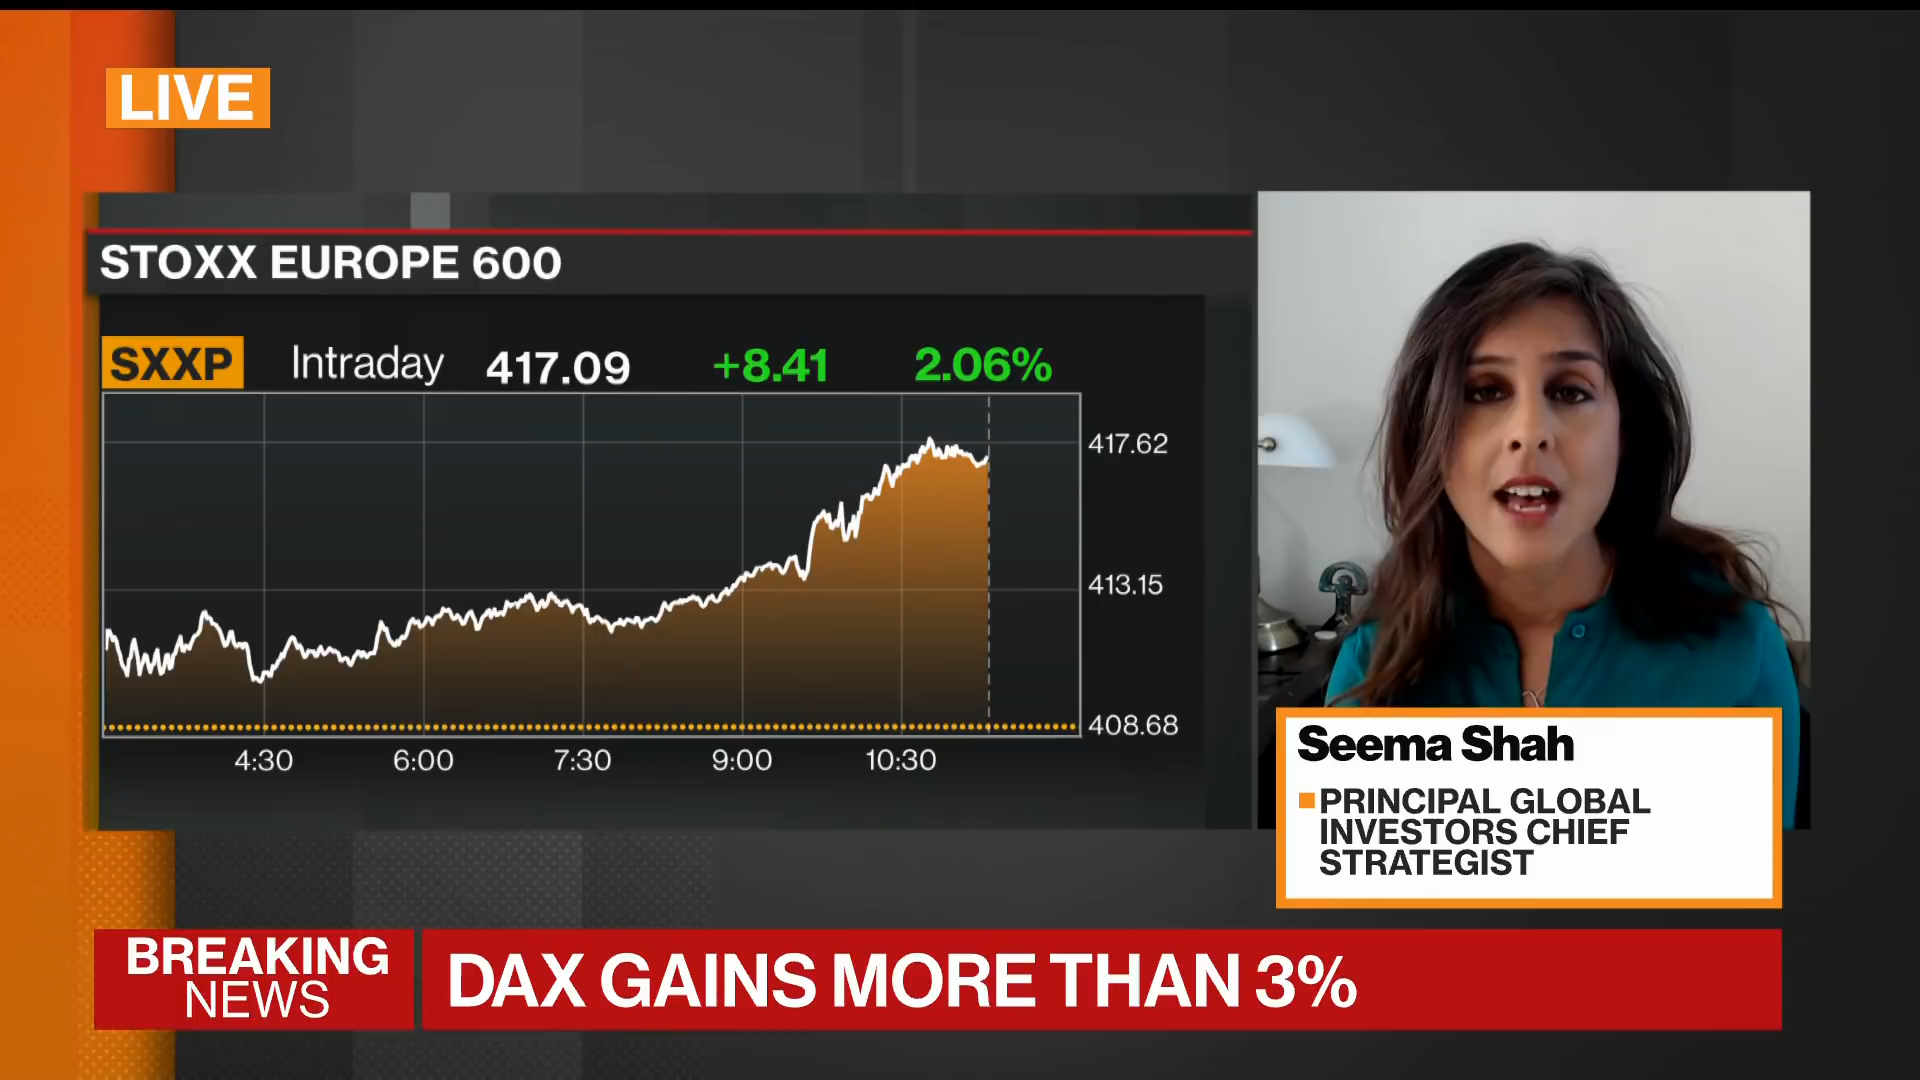 LIVE
STOXX EUROPE 600
SXXP Intraday 417.09 +8.41 2.06%
417.62
413.15
408.68
4:30 6:00 7:30 9:00 10:30
Seema Shah
PRINCIPAL GLOBAL
INVESTORS CHIEF
STRATEGIST
BREAKING
NEWS
DAX GAINS MORE THAN 3%